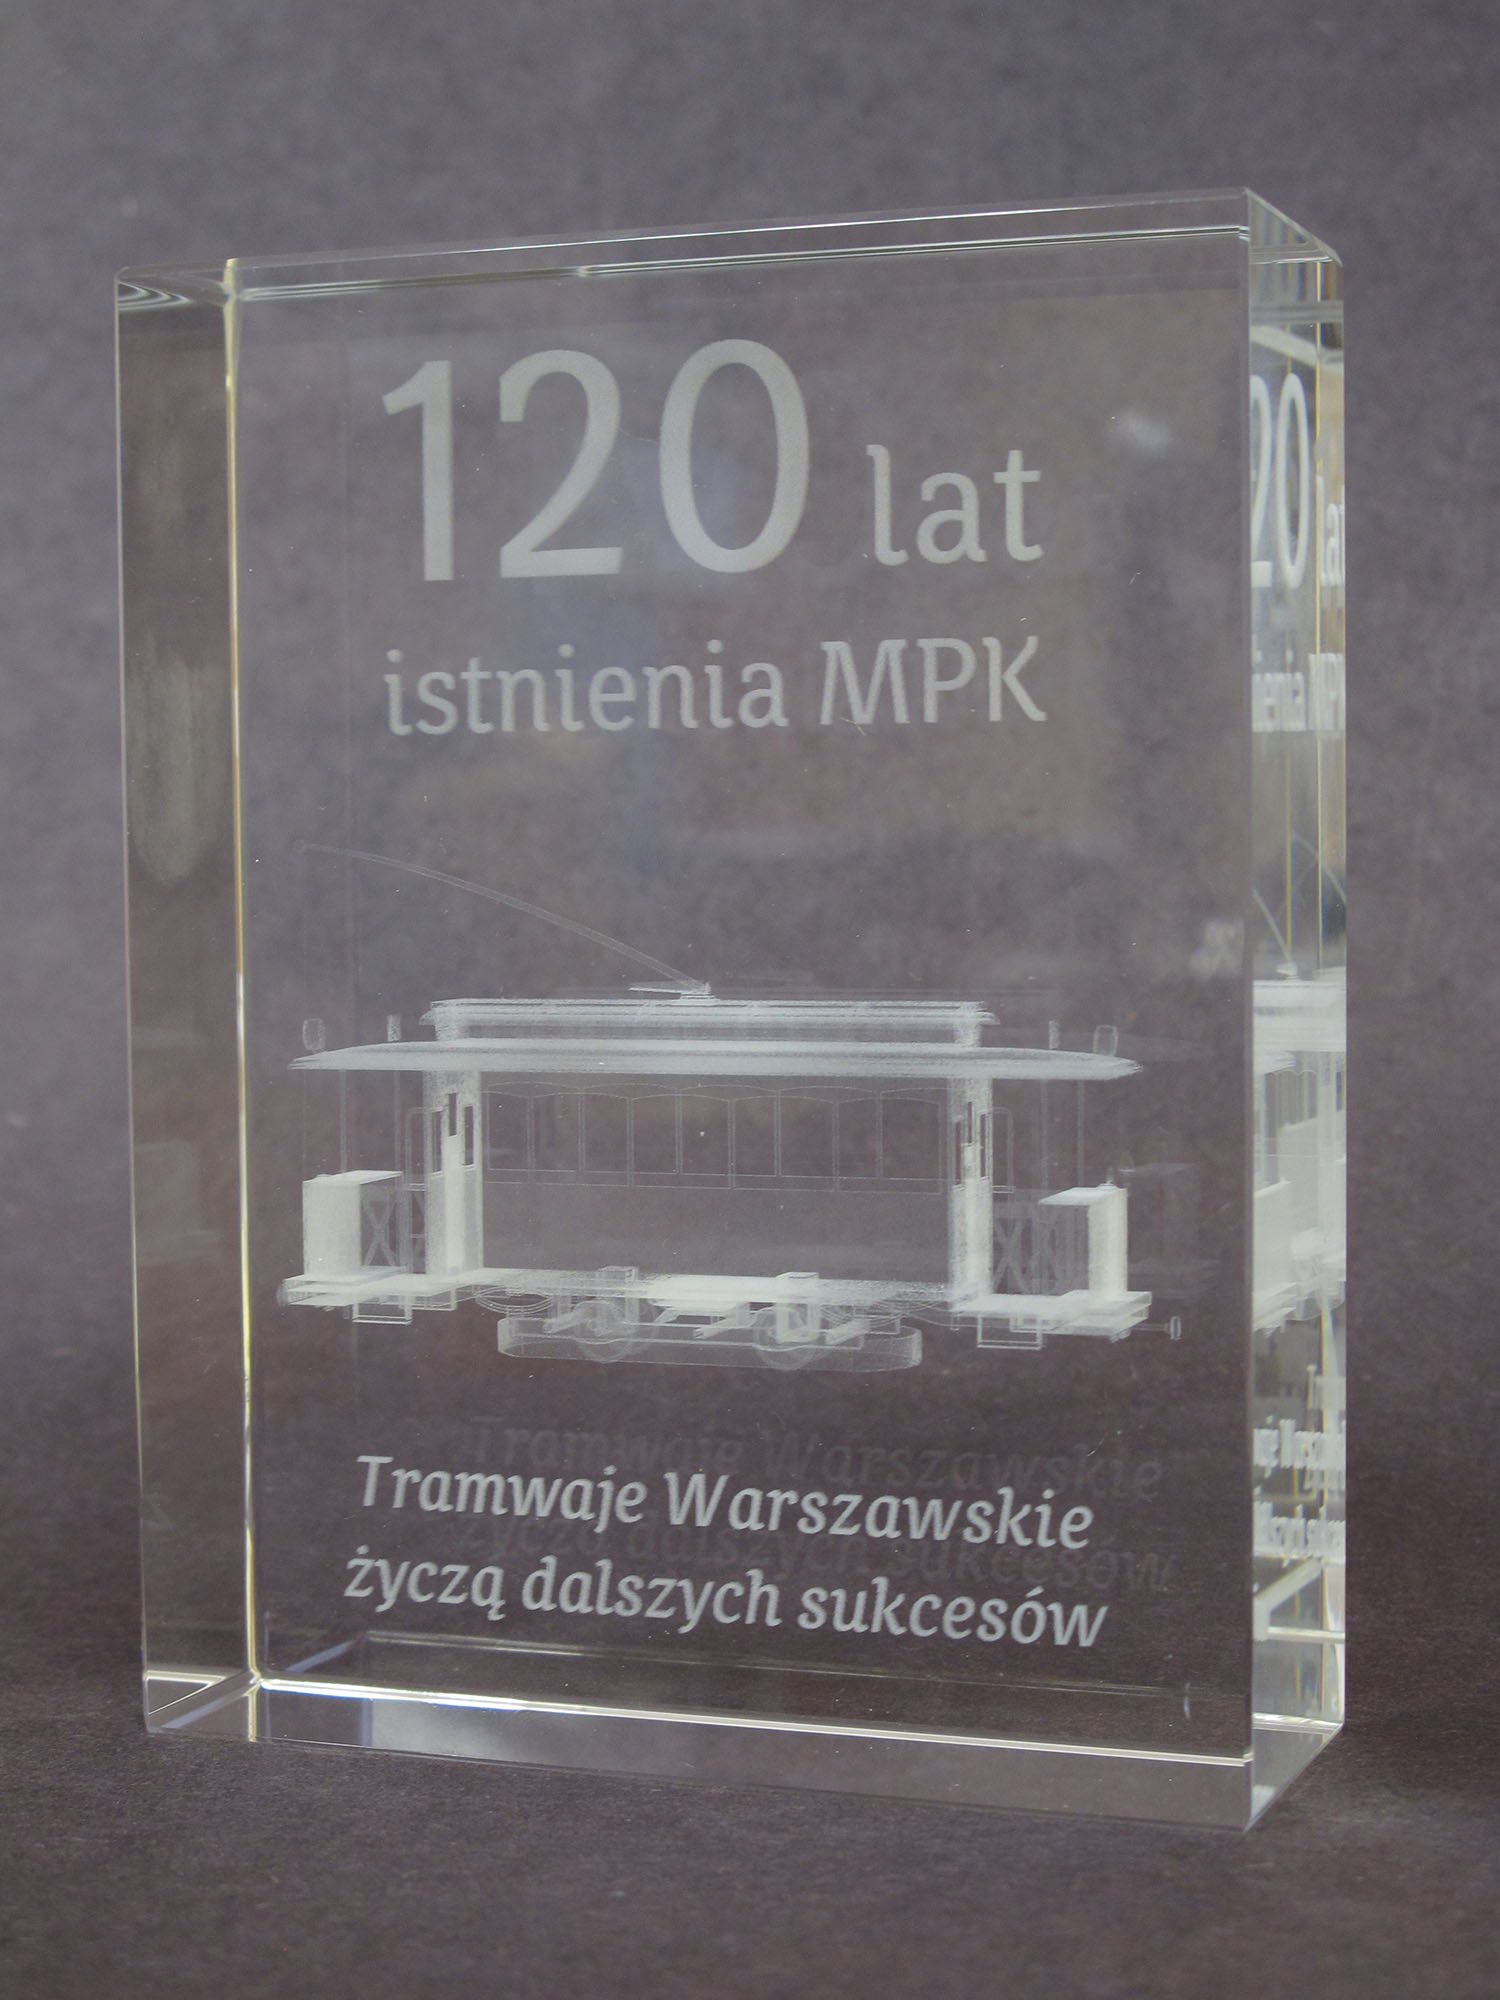 120 lat
istnienia MPK
Tramwaje Warszawskie
życzą dalszych sukcesów